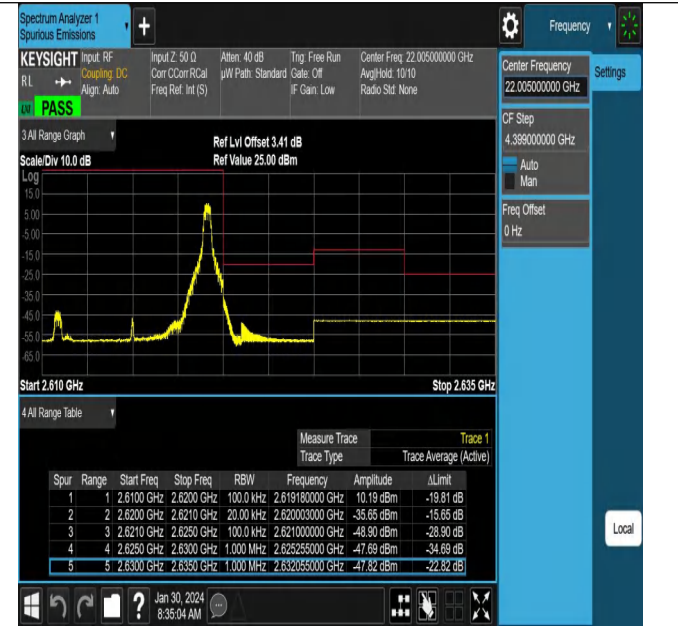 Spectrum Analyzer 1
Spurious Emissions
Frequency
KEYSIGHT
RL
PASS
Input: RF
Coupling: DC
Align: Auto
Input Z: 50 Ω
Corr CCorr RCal
Freq Ref: Int (S)
Atten: 40 dB
µW Path: Standard
Trig: Free Run
Gate: Off
IF Gain: Low
Center Freq: 22.005000000 GHz
Avg|Hold: 10/10
Radio Std: None
Center Frequency
22.005000000 GHz
Settings
CF Step
4.399000000 GHz
Auto
Man
Freq Offset
0 Hz
3 All Range Graph
Scale/Div 10.0 dB
Ref Lvl Offset 3.41 dB
Ref Value 25.00 dBm
Log
15.0
5.00
-5.00
-15.0
-25.0
-35.0
-45.0
-55.0
-65.0
Start 2.610 GHz
Stop 2.635 GHz
4 All Range Table
Measure Trace Trace 1
Trace Type Trace Average (Active)
Spur Range Start Freq Stop Freq RBW Frequency Amplitude ΔLimit
1 1 2.6100 GHz 2.6200 GHz 100.0 kHz 2.619180000 GHz 10.19 dBm -19.81 dB
2 2 2.6200 GHz 2.6210 GHz 20.00 kHz 2.620003000 GHz -35.65 dBm -15.65 dB
3 3 2.6210 GHz 2.6250 GHz 100.0 kHz 2.621000000 GHz -48.90 dBm -28.90 dB
4 4 2.6250 GHz 2.6300 GHz 1.000 MHz 2.625255000 GHz -47.69 dBm -34.69 dB
5 5 2.6300 GHz 2.6350 GHz 1.000 MHz 2.632055000 GHz -47.82 dBm -22.82 dB
Local
Jan 30, 2024
8:35:04 AM